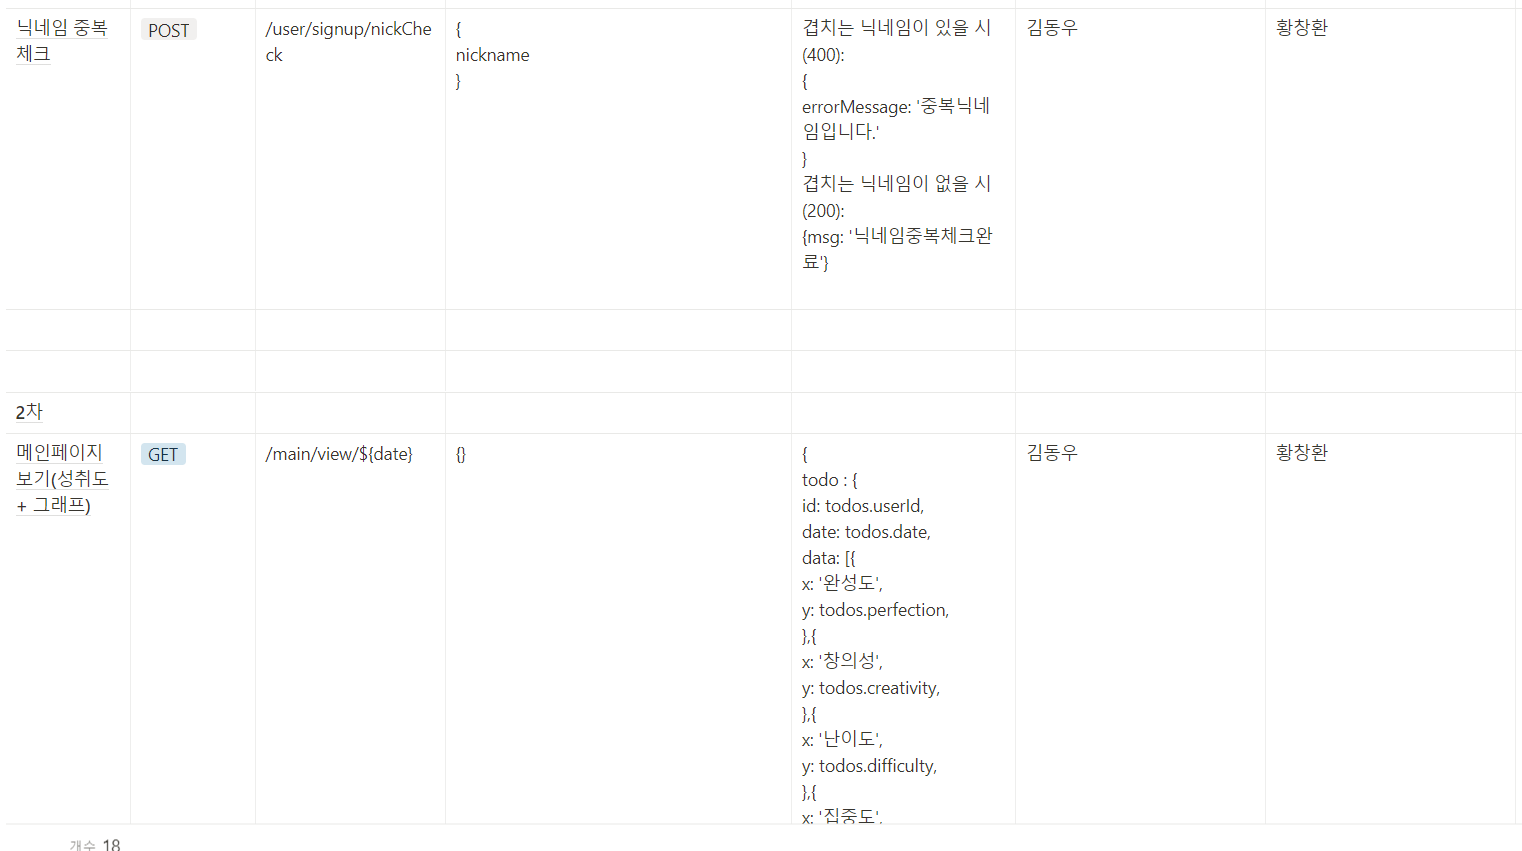 닉네임 중복
체크
POST
/user/signup/nickChe
ck
{
nickname
}
겹치는 닉네임이 있을 시
(400):
{
errorMessage: '중복닉네
임입니다.'
}
겹치는 닉네임이 없을 시
(200):
{msg: '닉네임중복체크완
료'}
김동우
황창환
2차
메인페이지
보기(성취도
+ 그래프)
GET
/main/view/${date}
{}
{
todo : {
id: todos.userId,
date: todos.date,
data: [{
x: '완성도',
y: todos.perfection,
},{
x: '창의성',
y: todos.creativity,
},{
x: '난이도',
y: todos.difficulty,
},{
x: '집중도',
김동우
황창환
개수 18